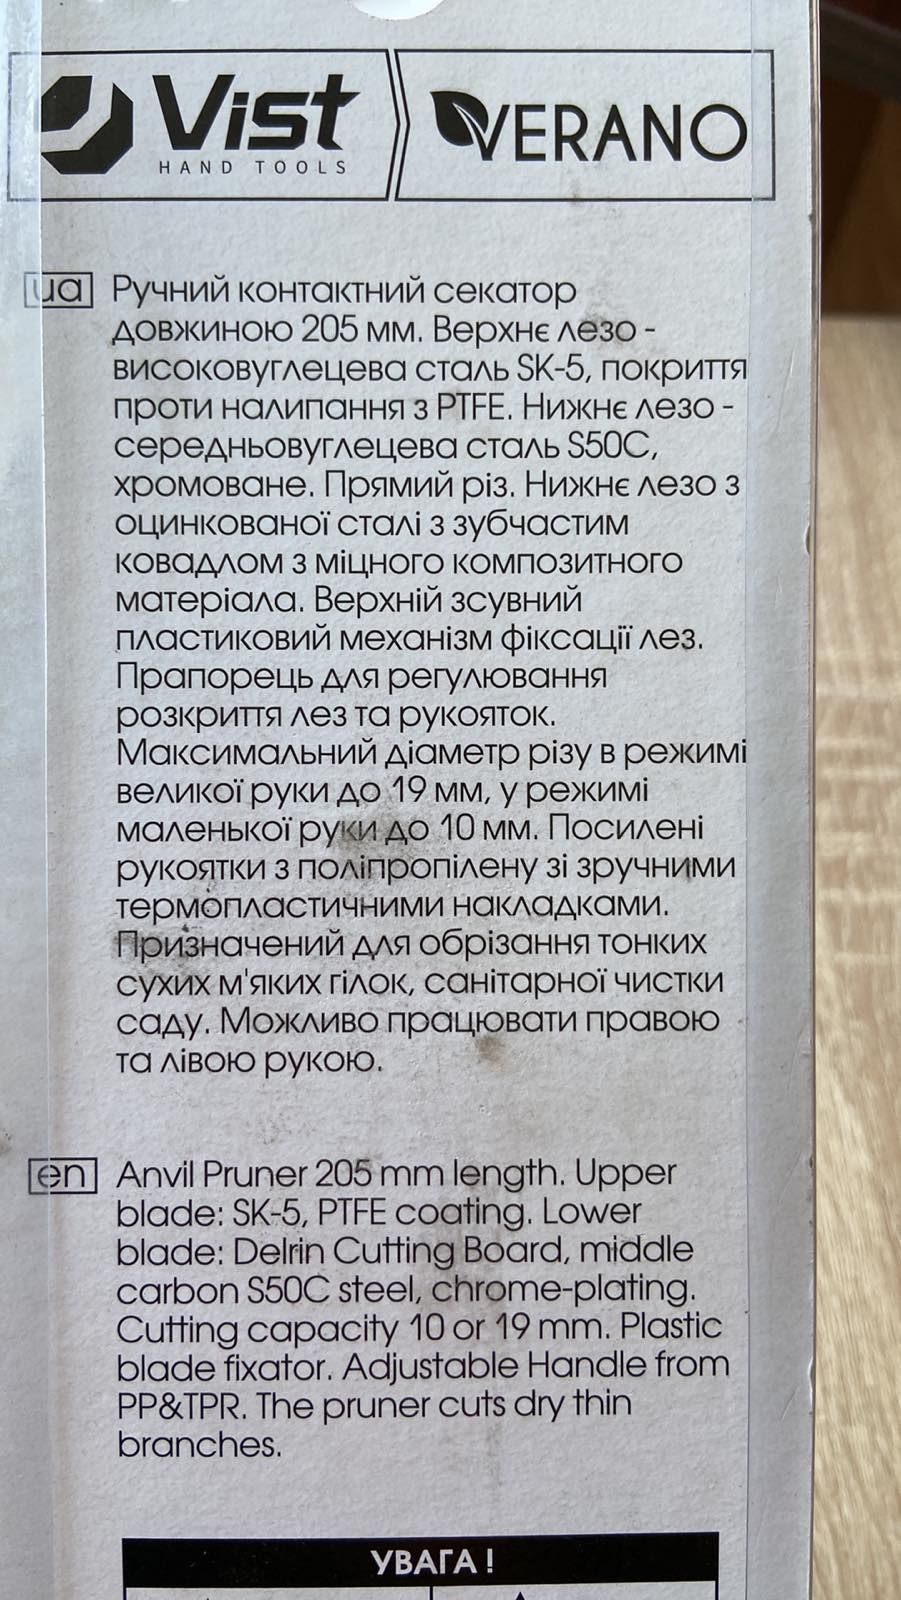 Vist
HAND TOOLS
VERANO
ua
Ручний контактний секатор
довжиною 205 мм. Верхнє лезо -
високовуглецева сталь SK-5, покриття
проти налипання з PTFE. Нижнє лезо -
середньовуглецева сталь S50C,
хромоване. Прямий різ. Нижнє лезо з
оцинкованої сталі з зубчастим
ковадлом з міцного композитного
матеріала. Верхній зсувний
пластиковий механізм фіксації лез.
Прапорець для регулювання
розкриття лез та рукояток.
Максимальний діаметр різу в режимі
великої руки до 19 мм, у режимі
маленької руки до 10 мм. Посилені
рукоятки з поліпропілену зі зручними
термопластичними накладками.
Призначений для обрізання тонких
сухих м'яких гілок, санітарної чистки
саду. Можливо працювати правою
та лівою рукою.
en
Anvil Pruner 205 mm length. Upper
blade: SK-5, PTFE coating. Lower
blade: Delrin Cutting Board, middle
carbon S50C steel, chrome-plating.
Cutting capacity 10 or 19 mm. Plastic
blade fixator. Adjustable Handle from
PP&TPR. The pruner cuts dry thin
branches.
УВАГА !